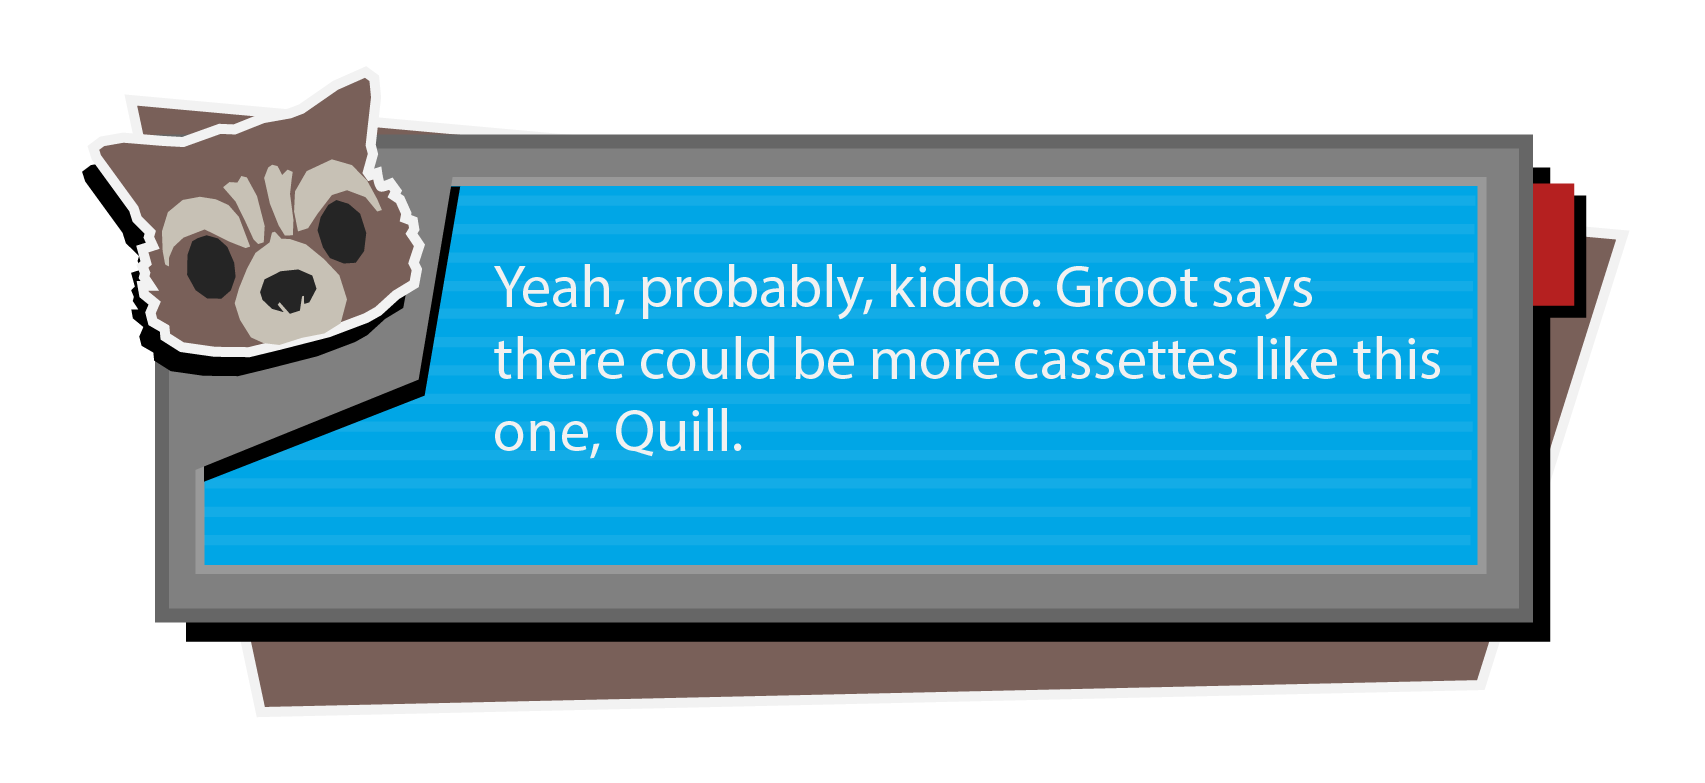 Yeah, probably, kiddo. Groot says
there could be more cassettes like this
one, Quill.